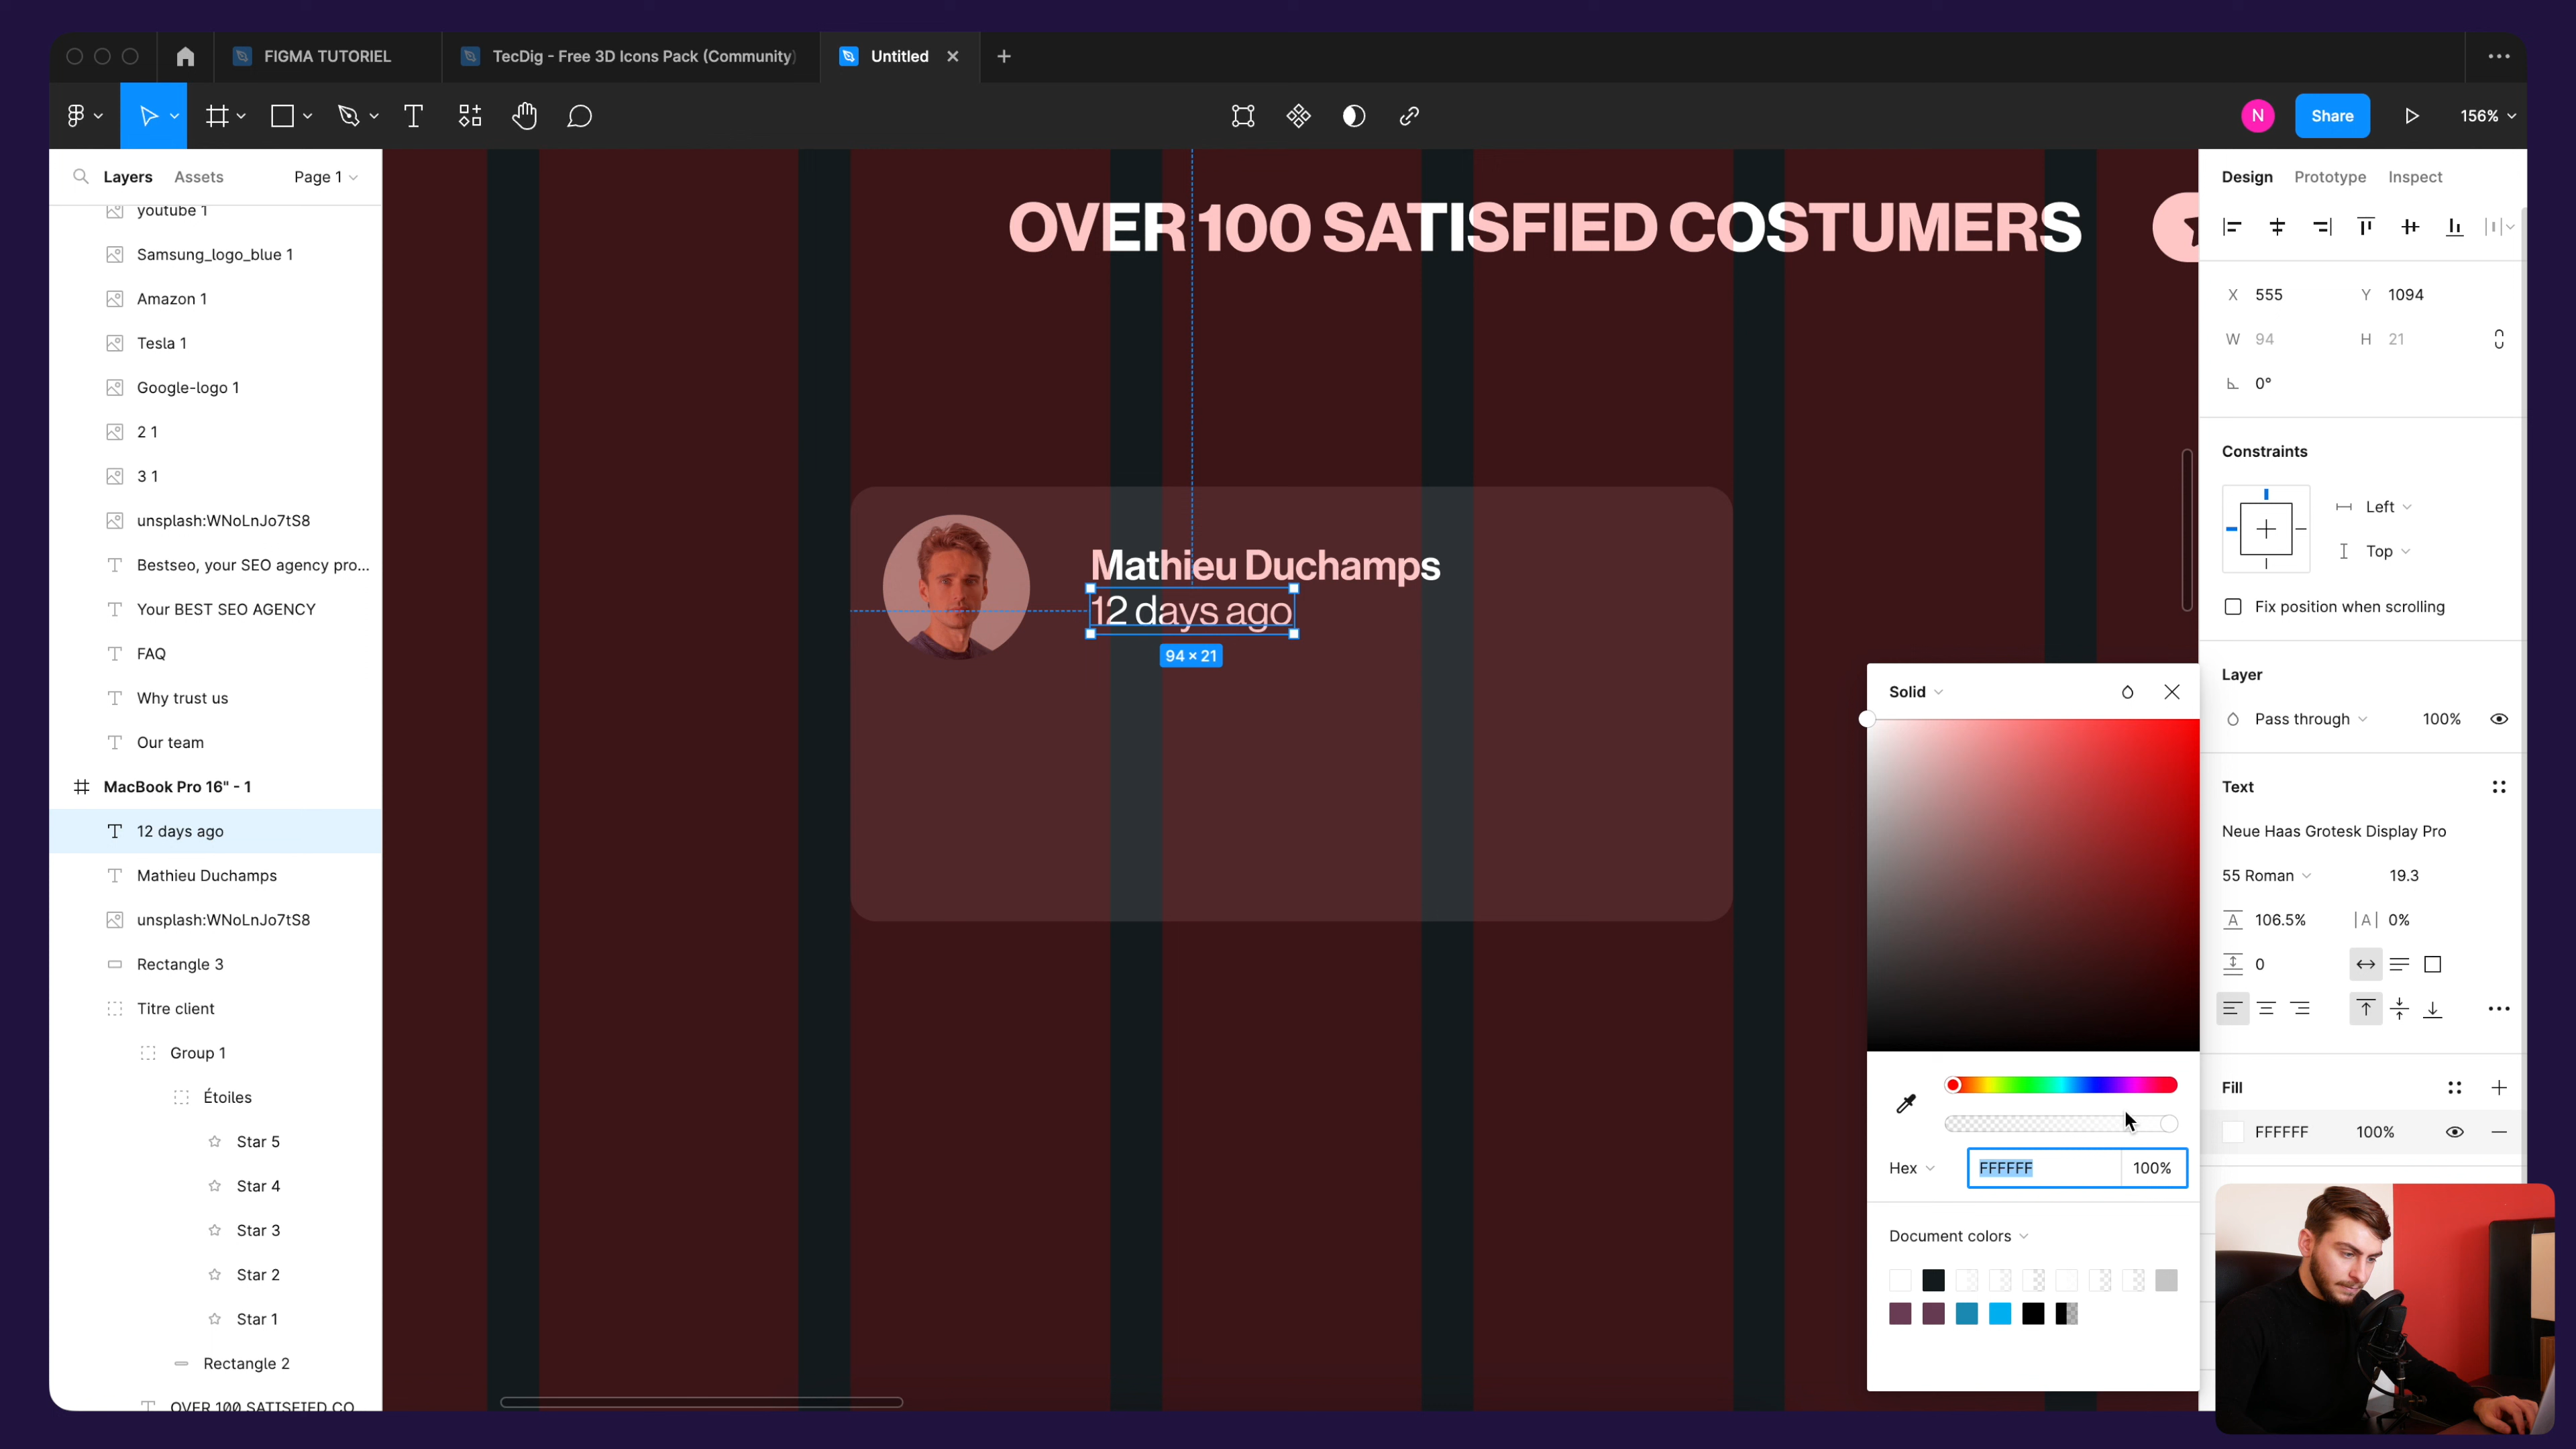 FIGMA TUTORIEL
TecDig - Free 3D Icons Pack (Community)
Untitled
N
Share
156%
Layers
Assets
Page 1
youtube 1
Samsung_logo_blue 1
Amazon 1
Tesla 1
Google-logo 1
2 1
3 1
unsplash:WNoLnJo7tS8
Bestseo, your SEO agency pro...
Your BEST SEO AGENCY
FAQ
Why trust us
Our team
MacBook Pro 16" - 1
12 days ago
Mathieu Duchamps
unsplash:WNoLnJo7tS8
Rectangle 3
Titre client
Group 1
Étoiles
Star 5
Star 4
Star 3
Star 2
Star 1
Rectangle 2
OVER 100 SATISFIED CO
OVER 100 SATISFIED COSTUMERS
Mathieu Duchamps
12 days ago
94 × 21
Solid
Hex
FFFFFF
100%
Document colors
Design
Prototype
Inspect
X 555
Y 1094
W 94
H 21
0°
Constraints
Left
Top
Fix position when scrolling
Layer
Pass through
100%
Text
Neue Haas Grotesk Display Pro
55 Roman
19.3
106.5%
0%
0
Fill
FFFFFF
100%